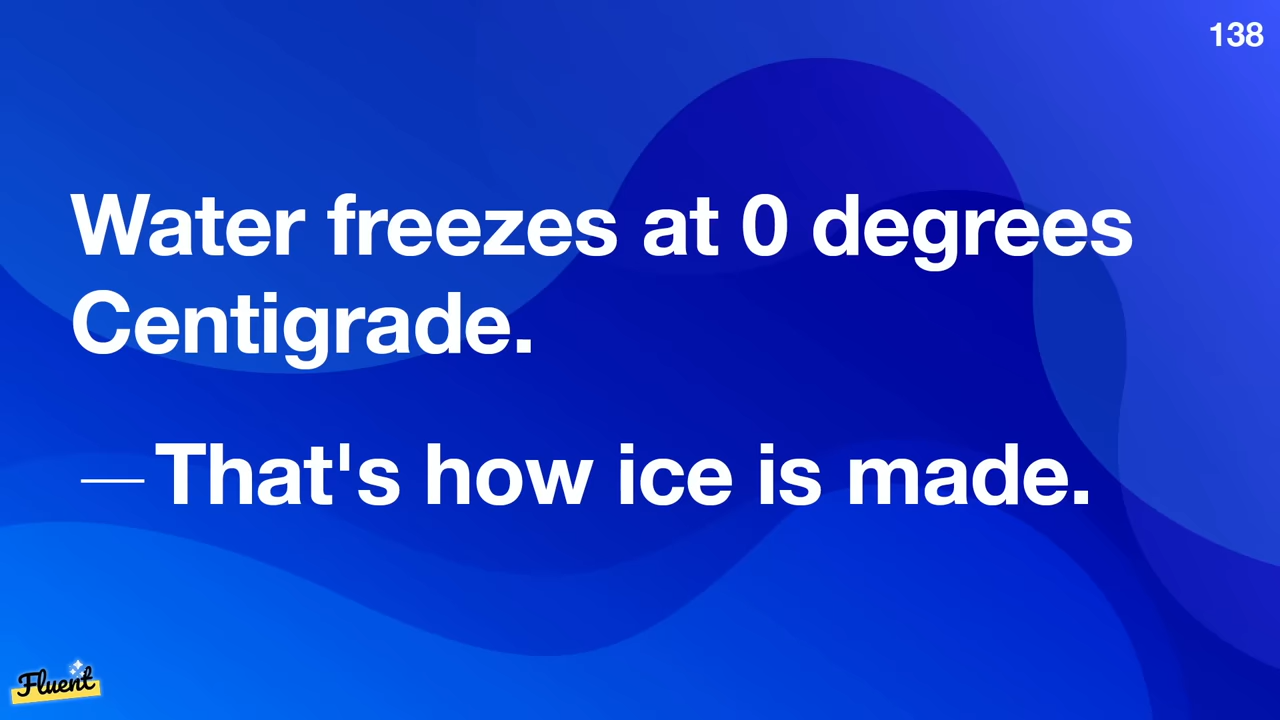 138
Water freezes at 0 degrees
Centigrade.
— That's how ice is made.
Fluent